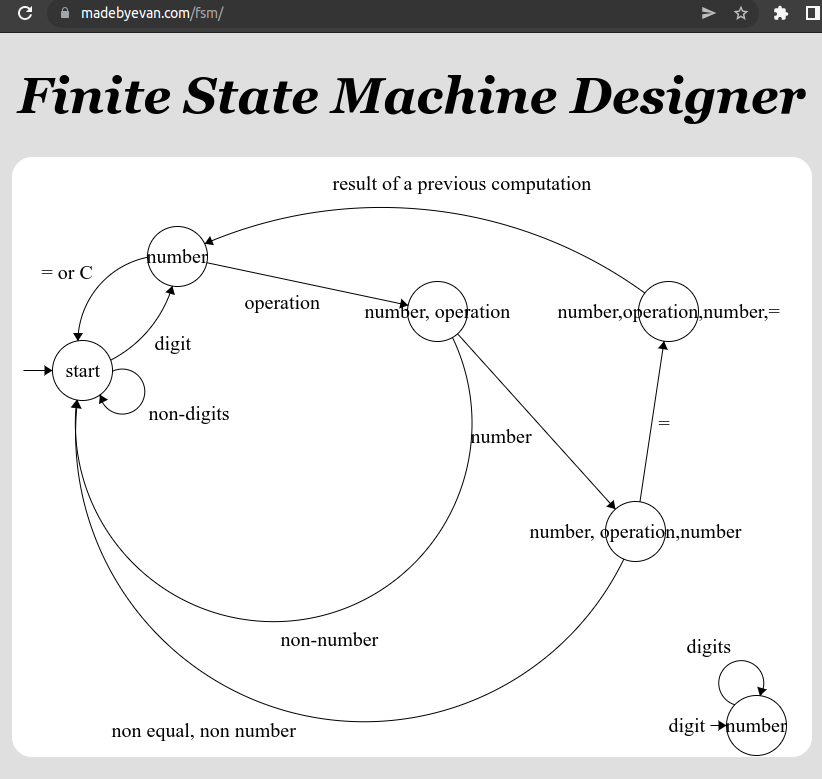 madebyevan.com/fsm/
Finite State Machine Designer
result of a previous computation
number
= or C
operation
number, operation
number,operation,number,=
digit
start
non-digits
number
=
number, operation,number
non-number
digits
non equal, non number
digit
number